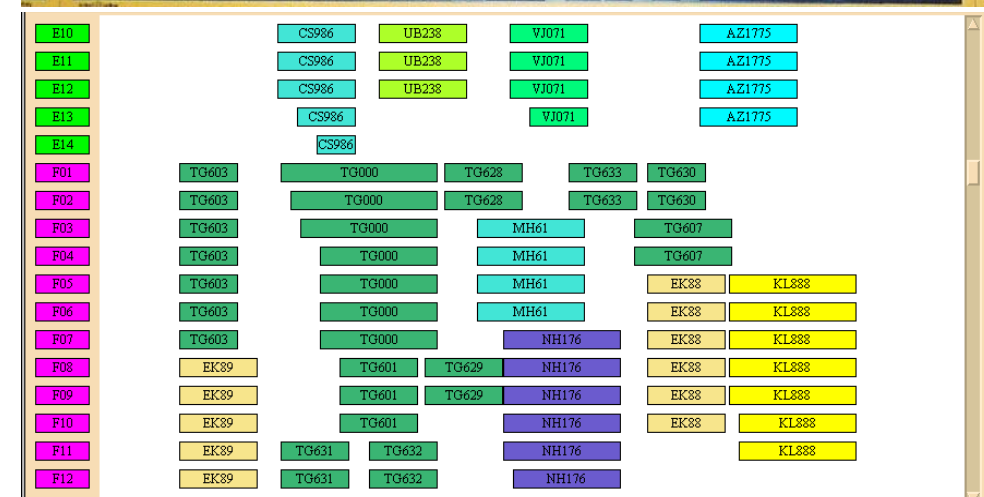 E10 CS986 UB238 VJ071 AZ1775
E11 CS986 UB238 VJ071 AZ1775
E12 CS986 UB238 VJ071 AZ1775
E13 CS986 VJ071 AZ1775
E14 CS986
F01 TG603 TG000 TG628 TG633 TG630
F02 TG603 TG000 TG628 TG633 TG630
F03 TG603 TG000 MH61 TG607
F04 TG603 TG000 MH61 TG607
F05 TG603 TG000 MH61 EK88 KL888
F06 TG603 TG000 MH61 EK88 KL888
F07 TG603 TG000 NH176 EK88 KL888
F08 EK89 TG601 TG629 NH176 EK88 KL888
F09 EK89 TG601 TG629 NH176 EK88 KL888
F10 EK89 TG601 NH176 EK88 KL888
F11 EK89 TG631 TG632 NH176 KL888
F12 EK89 TG631 TG632 NH176